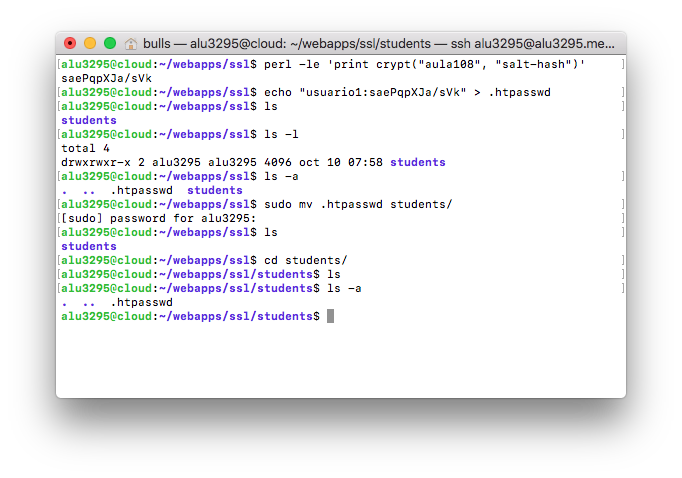 bulls — alu3295@cloud: ~/webapps/ssl/students — ssh alu3295@alu3295.me...
[alu3295@cloud:~/webapps/ssl$ perl -le 'print crypt("aula108", "salt-hash")' ]
saePqpXJa/sVk
[alu3295@cloud:~/webapps/ssl$ echo "usuario1:saePqpXJa/sVk" > .htpasswd ]
[alu3295@cloud:~/webapps/ssl$ ls ]
students
[alu3295@cloud:~/webapps/ssl$ ls -l ]
total 4
drwxrwxr-x 2 alu3295 alu3295 4096 oct 10 07:58 students
[alu3295@cloud:~/webapps/ssl$ ls -a ]
. .. .htpasswd students
[alu3295@cloud:~/webapps/ssl$ sudo mv .htpasswd students/ ]
[[sudo] password for alu3295: ]
[alu3295@cloud:~/webapps/ssl$ ls ]
students
[alu3295@cloud:~/webapps/ssl$ cd students/ ]
[alu3295@cloud:~/webapps/ssl/students$ ls ]
[alu3295@cloud:~/webapps/ssl/students$ ls -a ]
. .. .htpasswd
alu3295@cloud:~/webapps/ssl/students$